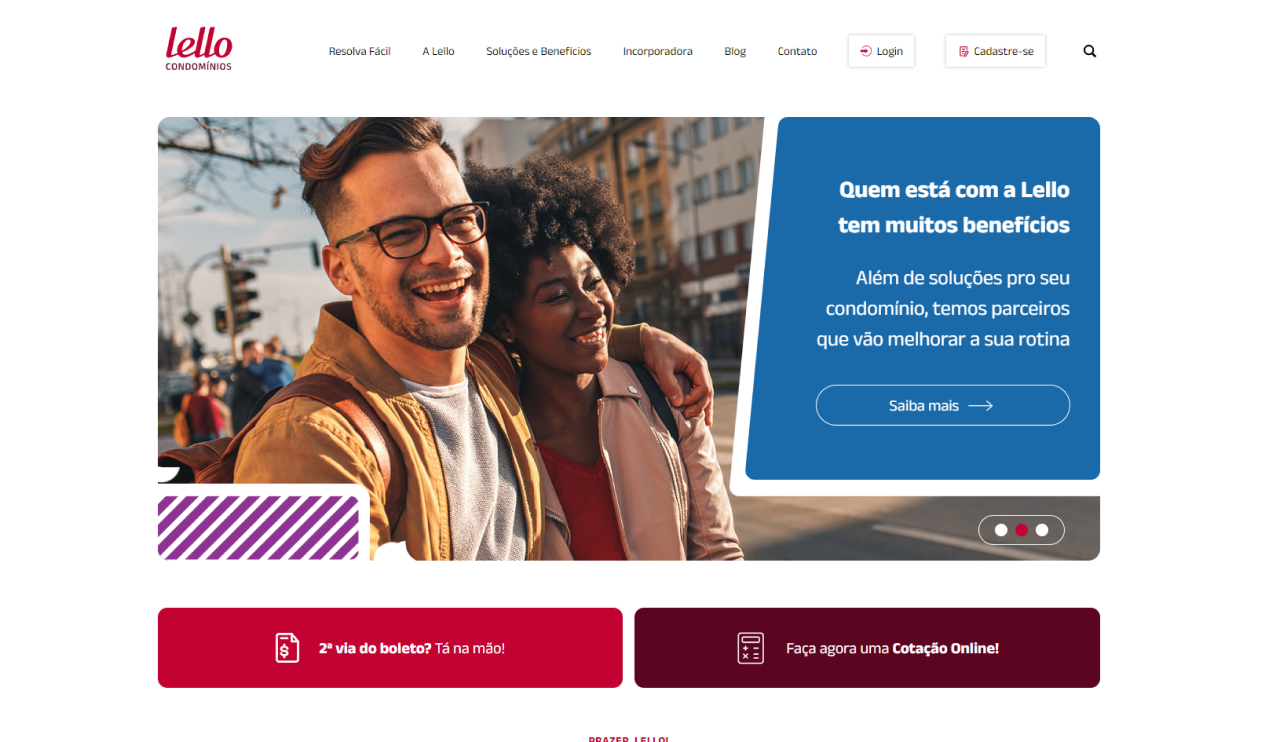 lello
CONDOMÍNIOS
Resolva Fácil
A Lello
Soluções e Benefícios
Incorporadora
Blog
Contato
Login
Cadastre-se
Quem está com a Lello
tem muitos benefícios
Além de soluções pro seu
condomínio, temos parceiros
que vão melhorar a sua rotina
Saiba mais
2ª via do boleto? Tá na mão!
Faça agora uma Cotação Online!
PRAZER, LELLO!